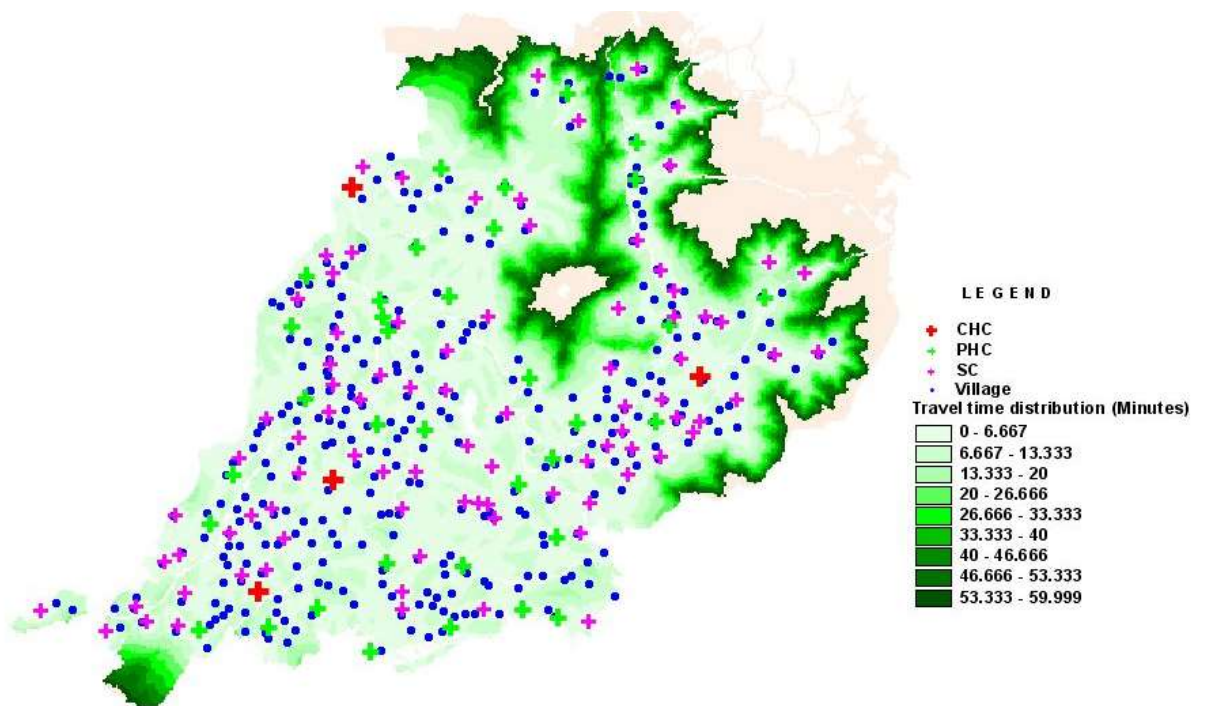 L E G E N D
CHC
PHC
SC
Village
Travel time distribution (Minutes)
0 - 6.667
6.667 - 13.333
13.333 - 20
20 - 26.666
26.666 - 33.333
33.333 - 40
40 - 46.666
46.666 - 53.333
53.333 - 59.999